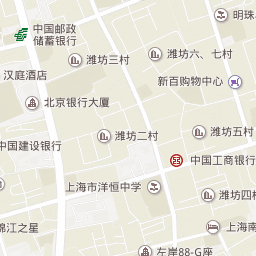 明珠
中国邮政
储蓄银行
潍坊六、七村
潍坊三村
汉庭酒店
新百购物中心
北京银行大厦
潍坊二村
潍坊五村
中国建设银行
中国工商银行
上海市洋恒中学
潍坊四村
锦江之星
上海南
左岸88-G座